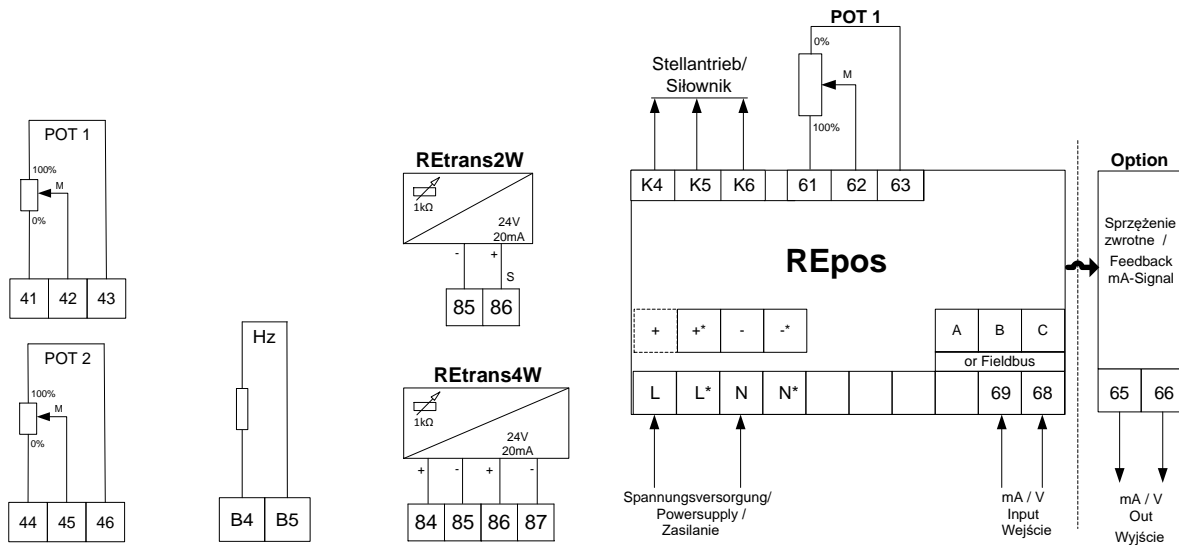 POT 1
100%
M
0%
41 42 43
POT 2
100%
M
0%
44 45 46
Hz
B4 B5
REtrans2W
1kΩ
24V
20mA
- +
S
85 86
REtrans4W
1kΩ
24V
20mA
+ - + -
84 85 86 87
POT 1
0%
M
100%
Stellantrieb/
Siłownik
K4 K5 K6 61 62 63
REpos
+ +* - -*
A B C
or Fieldbus
L L* N N* 69 68
Spannungsversorgung/
Powersupply /
Zasilanie
mA / V
Input
Wejście
Option
Sprzężenie
zwrotne /
Feedback
mA-Signal
65 66
mA / V
Out
Wyjście